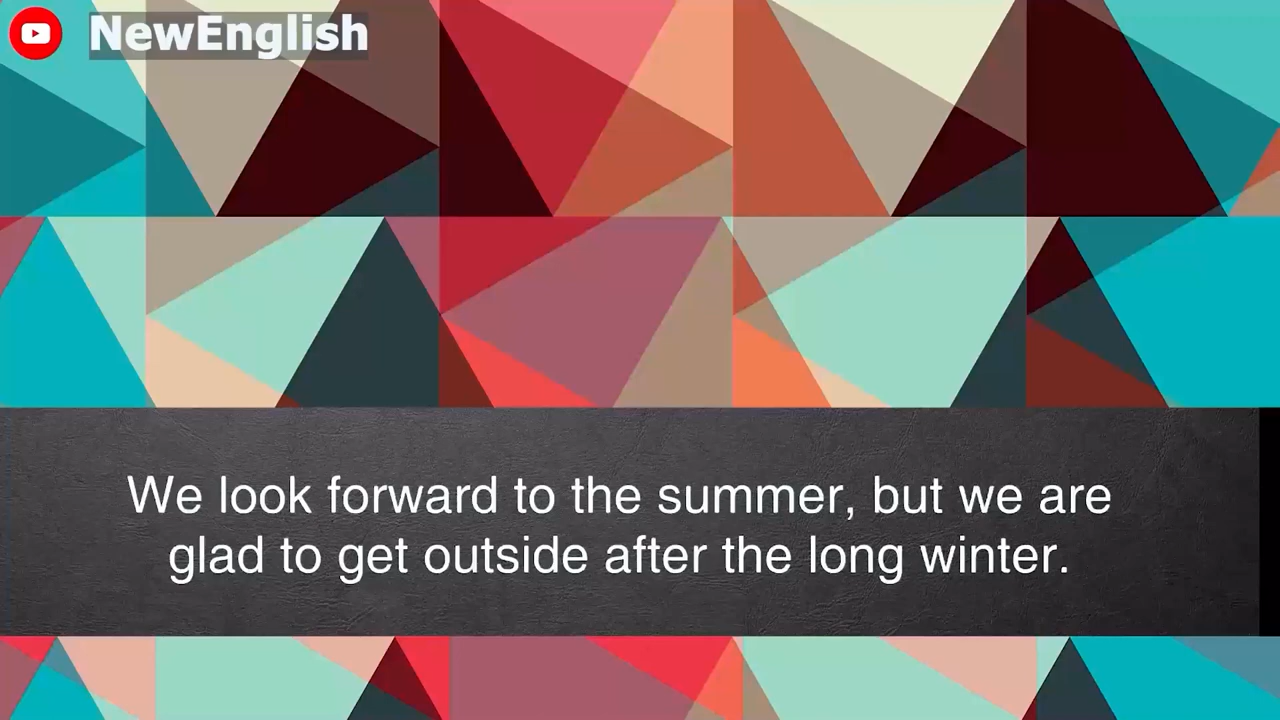 NewEnglish
We look forward to the summer, but we are
glad to get outside after the long winter.